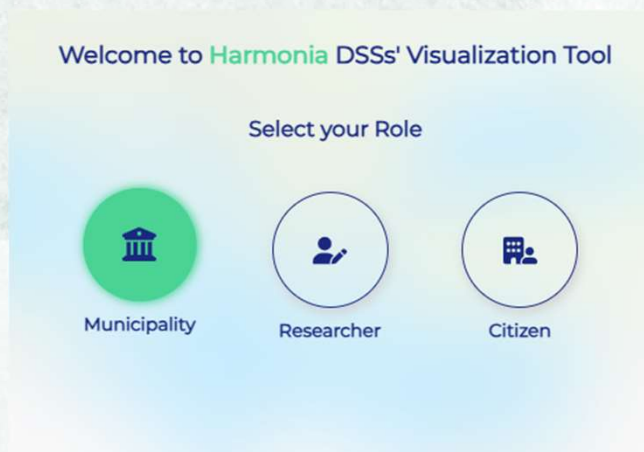 Welcome to Harmonia DSSs' Visualization Tool
Select your Role
Municipality
Researcher
Citizen